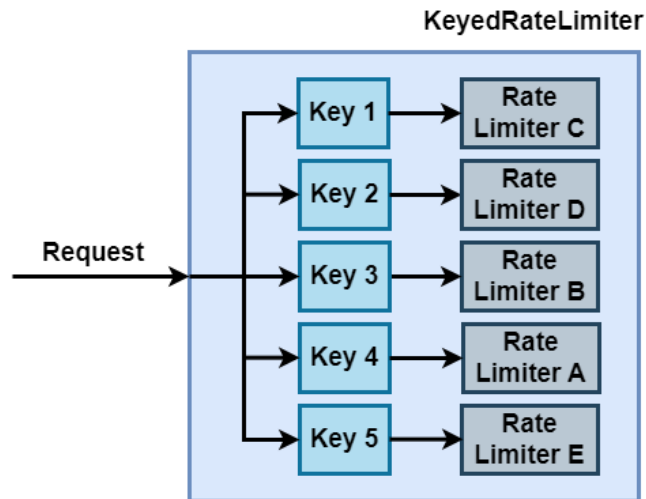 KeyedRateLimiter
Key 1
Rate
Limiter C
Key 2
Rate
Limiter D
Request
Key 3
Rate
Limiter B
Key 4
Rate
Limiter A
Key 5
Rate
Limiter E